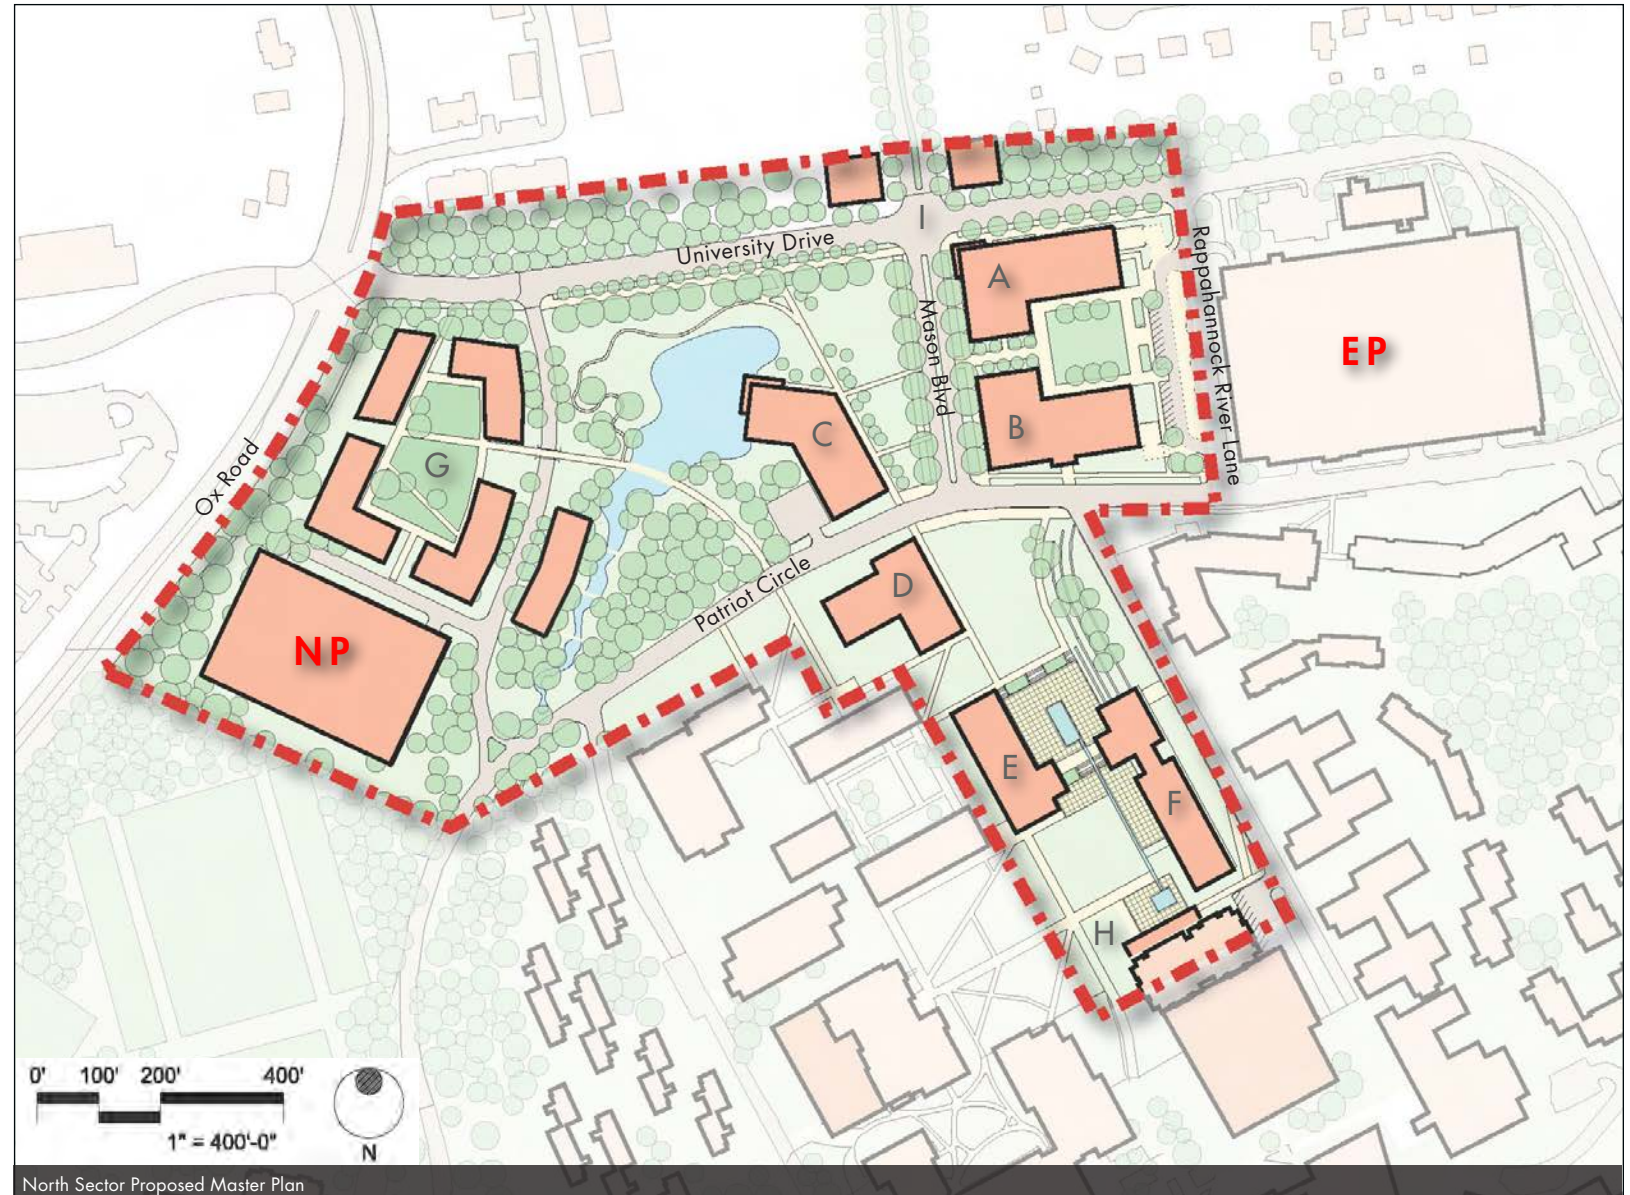 I
University Drive
A
Rappahannock River Lane
Mason Blvd
EP
B
C
G
Ox Road
D
Patriot Circle
NP
E
F
H
0' 100' 200' 400'
1" = 400'-0"
N
North Sector Proposed Master Plan